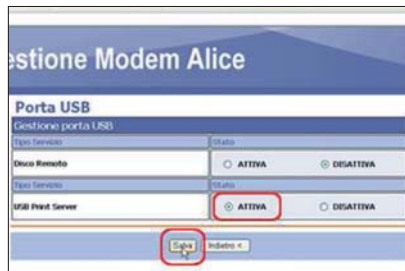 estione Modem Alice
Porta USB
Gestione porta USB
Tipo Servizio Stato
Disco Remoto ATTIVA DISATTIVA
Tipo Servizio Stato
USB Print Server ATTIVA DISATTIVA
Salva Indietro <